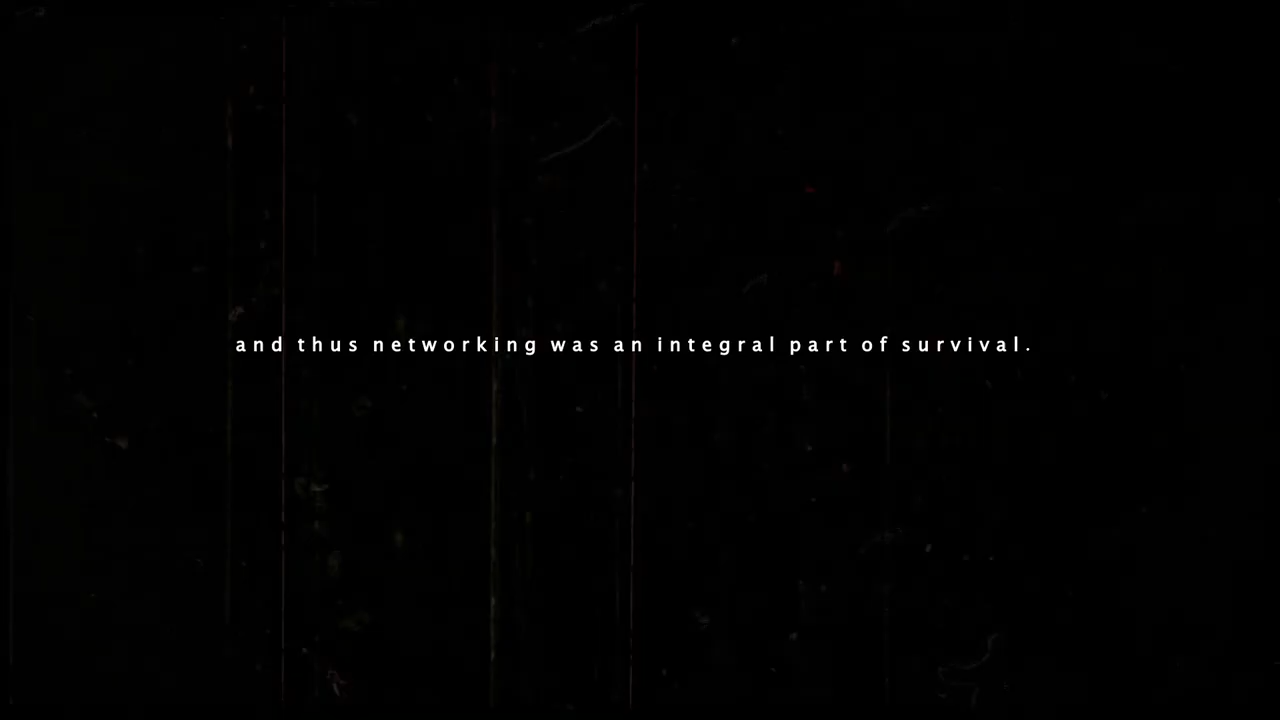 and thus networking was an integral part of survival.